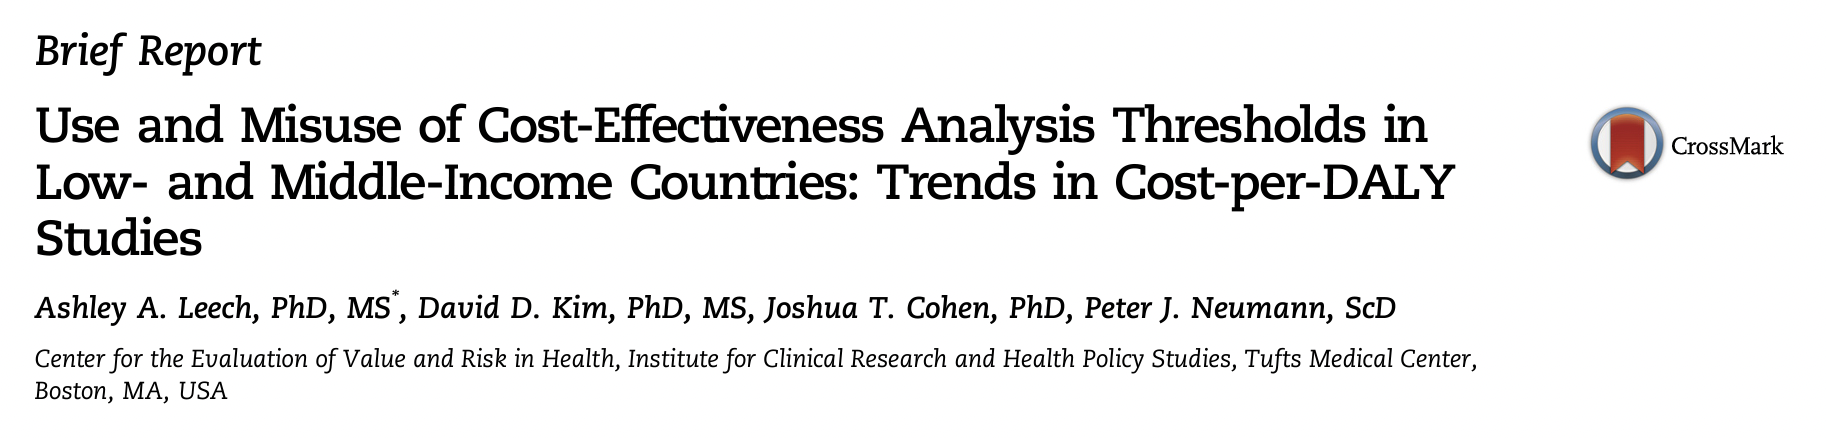 Brief Report
Use and Misuse of Cost-Effectiveness Analysis Thresholds in
Low- and Middle-Income Countries: Trends in Cost-per-DALY
Studies
CrossMark
Ashley A. Leech, PhD, MS*, David D. Kim, PhD, MS, Joshua T. Cohen, PhD, Peter J. Neumann, ScD
Center for the Evaluation of Value and Risk in Health, Institute for Clinical Research and Health Policy Studies, Tufts Medical Center,
Boston, MA, USA